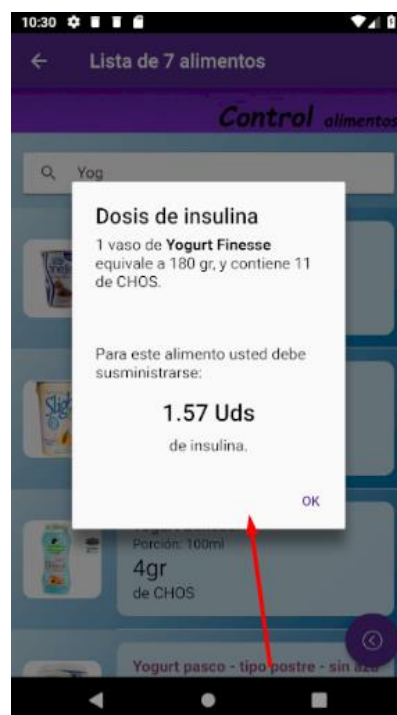 10:30
Lista de 7 alimentos
Control alimentos
Yog
Dosis de insulina
1 vaso de Yogurt Finesse
equivale a 180 gr, y contiene 11
de CHOS.
Para este alimento usted debe
susministrarse:
1.57 Uds
de insulina.
OK
Porción: 100ml
4gr
de CHOS
Yogurt pasco - tipo postre - sin